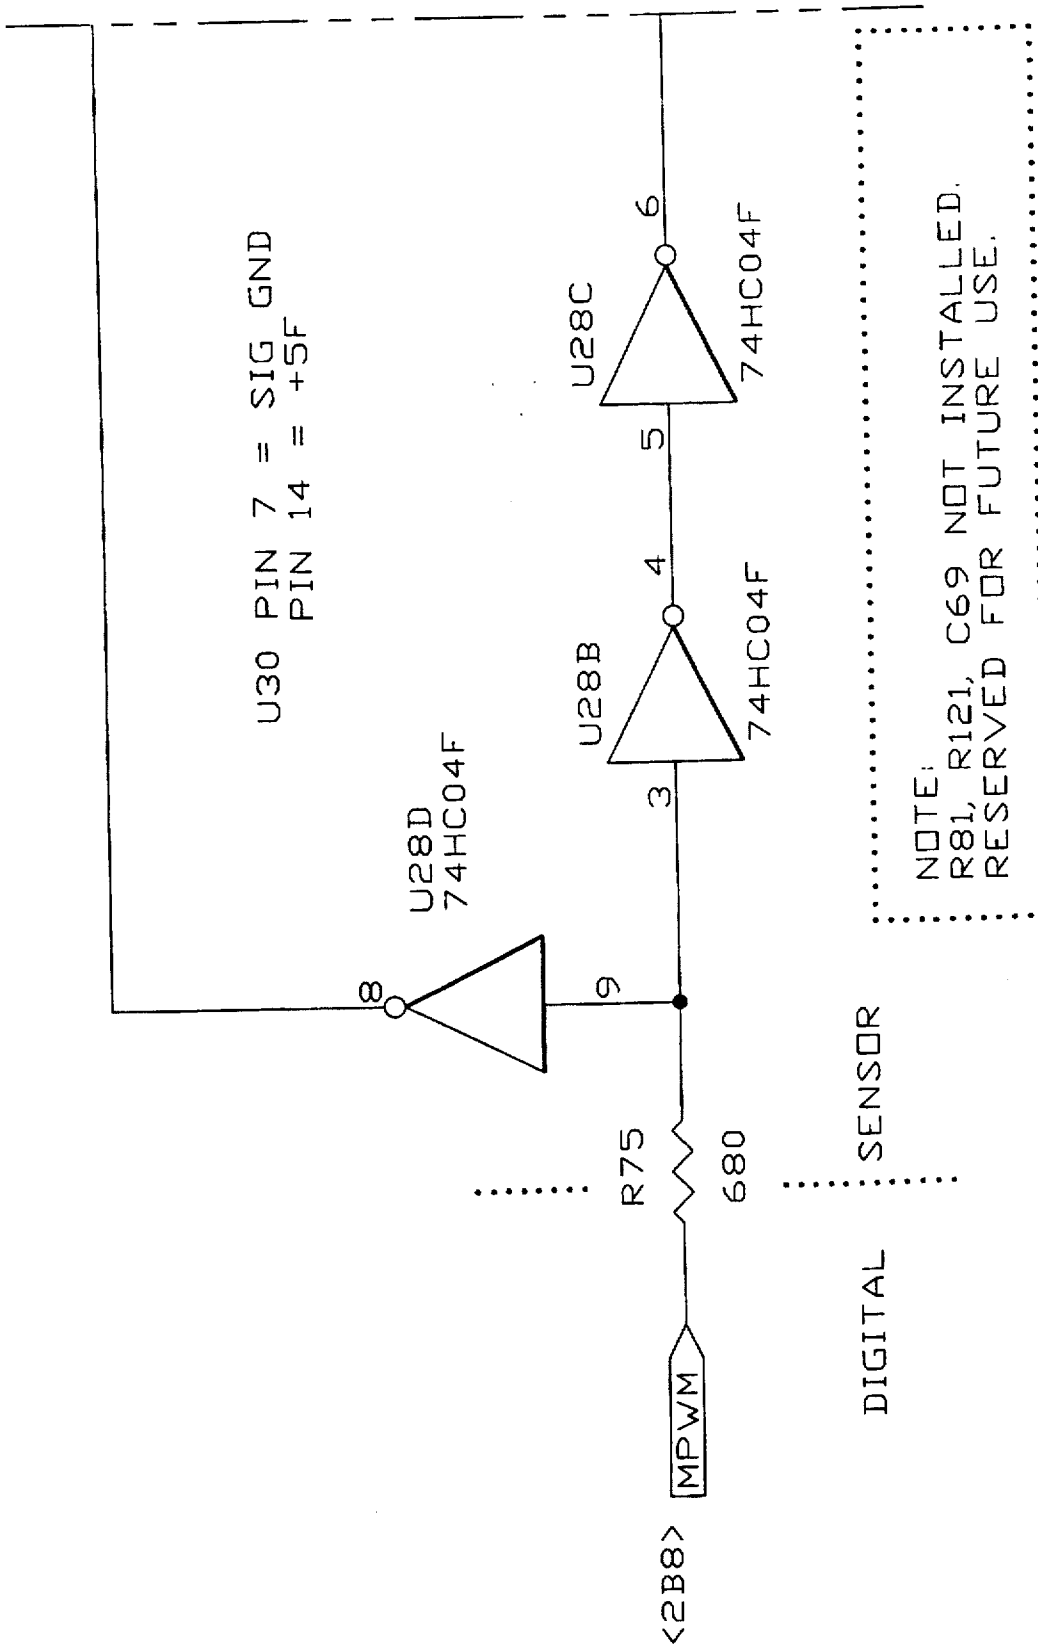 U30 PIN 7 = SIG GND
PIN 14 = +5F
U28D
74HC04F
8
9
U28B
3
4
74HC04F
U28C
5
6
74HC04F
R75
680
<2B8>
MPWM
DIGITAL
SENSOR
NOTE:
R81, R121, C69 NOT INSTALLED.
RESERVED FOR FUTURE USE.